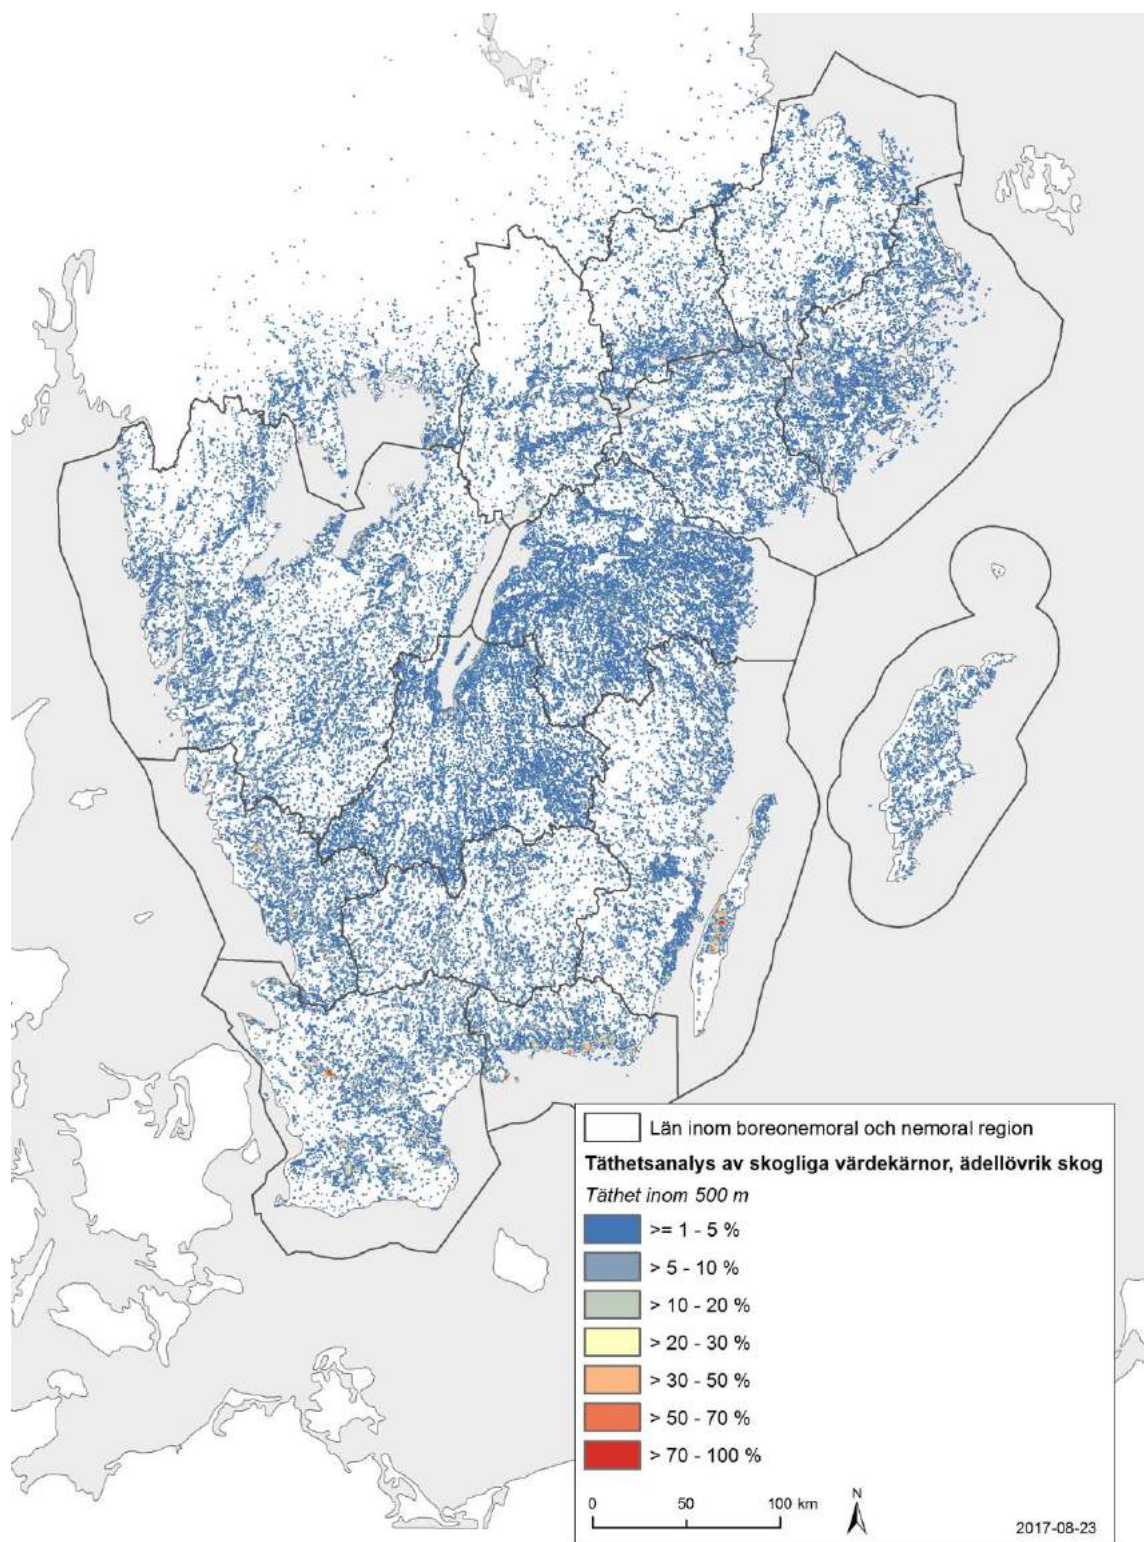 Län inom boreonemoral och nemoral region
Täthetsanalys av skogliga värdekärnor, ädellövrik skog
Täthet inom 500 m
>= 1 - 5 %
> 5 - 10 %
> 10 - 20 %
> 20 - 30 %
> 30 - 50 %
> 50 - 70 %
> 70 - 100 %
0 50 100 km
N
2017-08-23